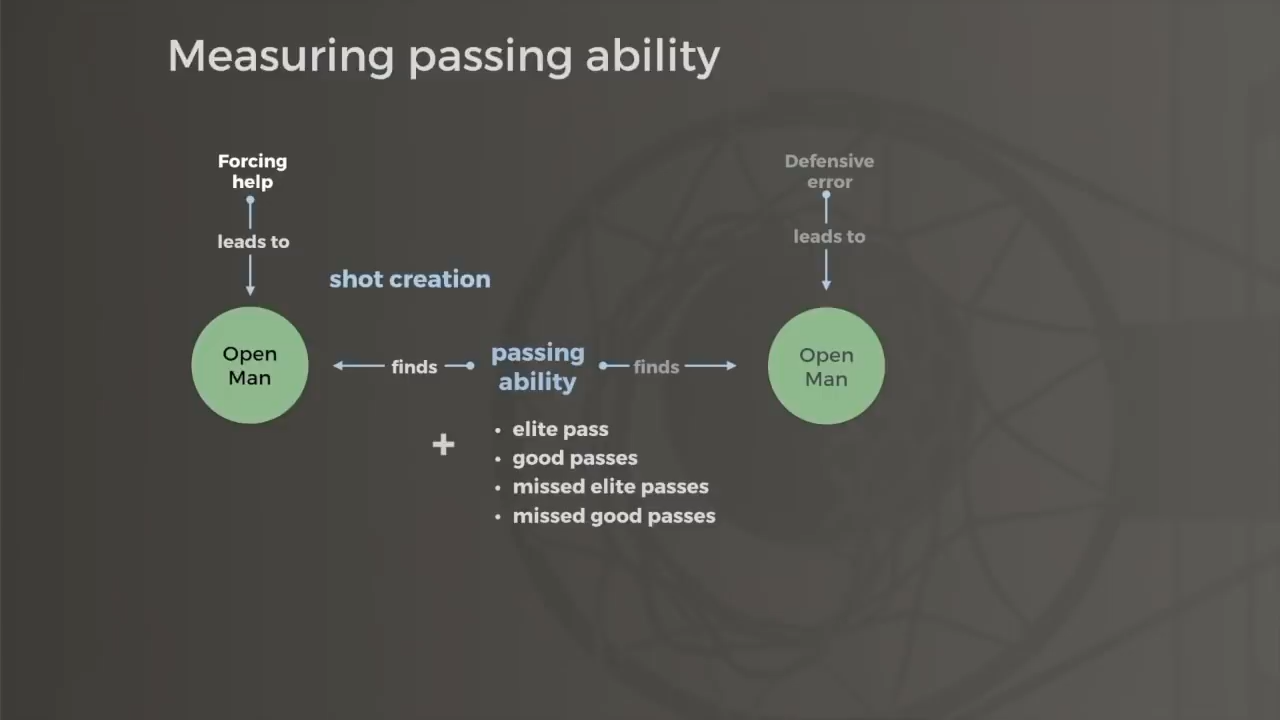 Measuring passing ability
Forcing
help
leads to
Open
Man
shot creation
finds
passing
ability
finds
+
• elite pass
• good passes
• missed elite passes
• missed good passes
Defensive
error
leads to
Open
Man